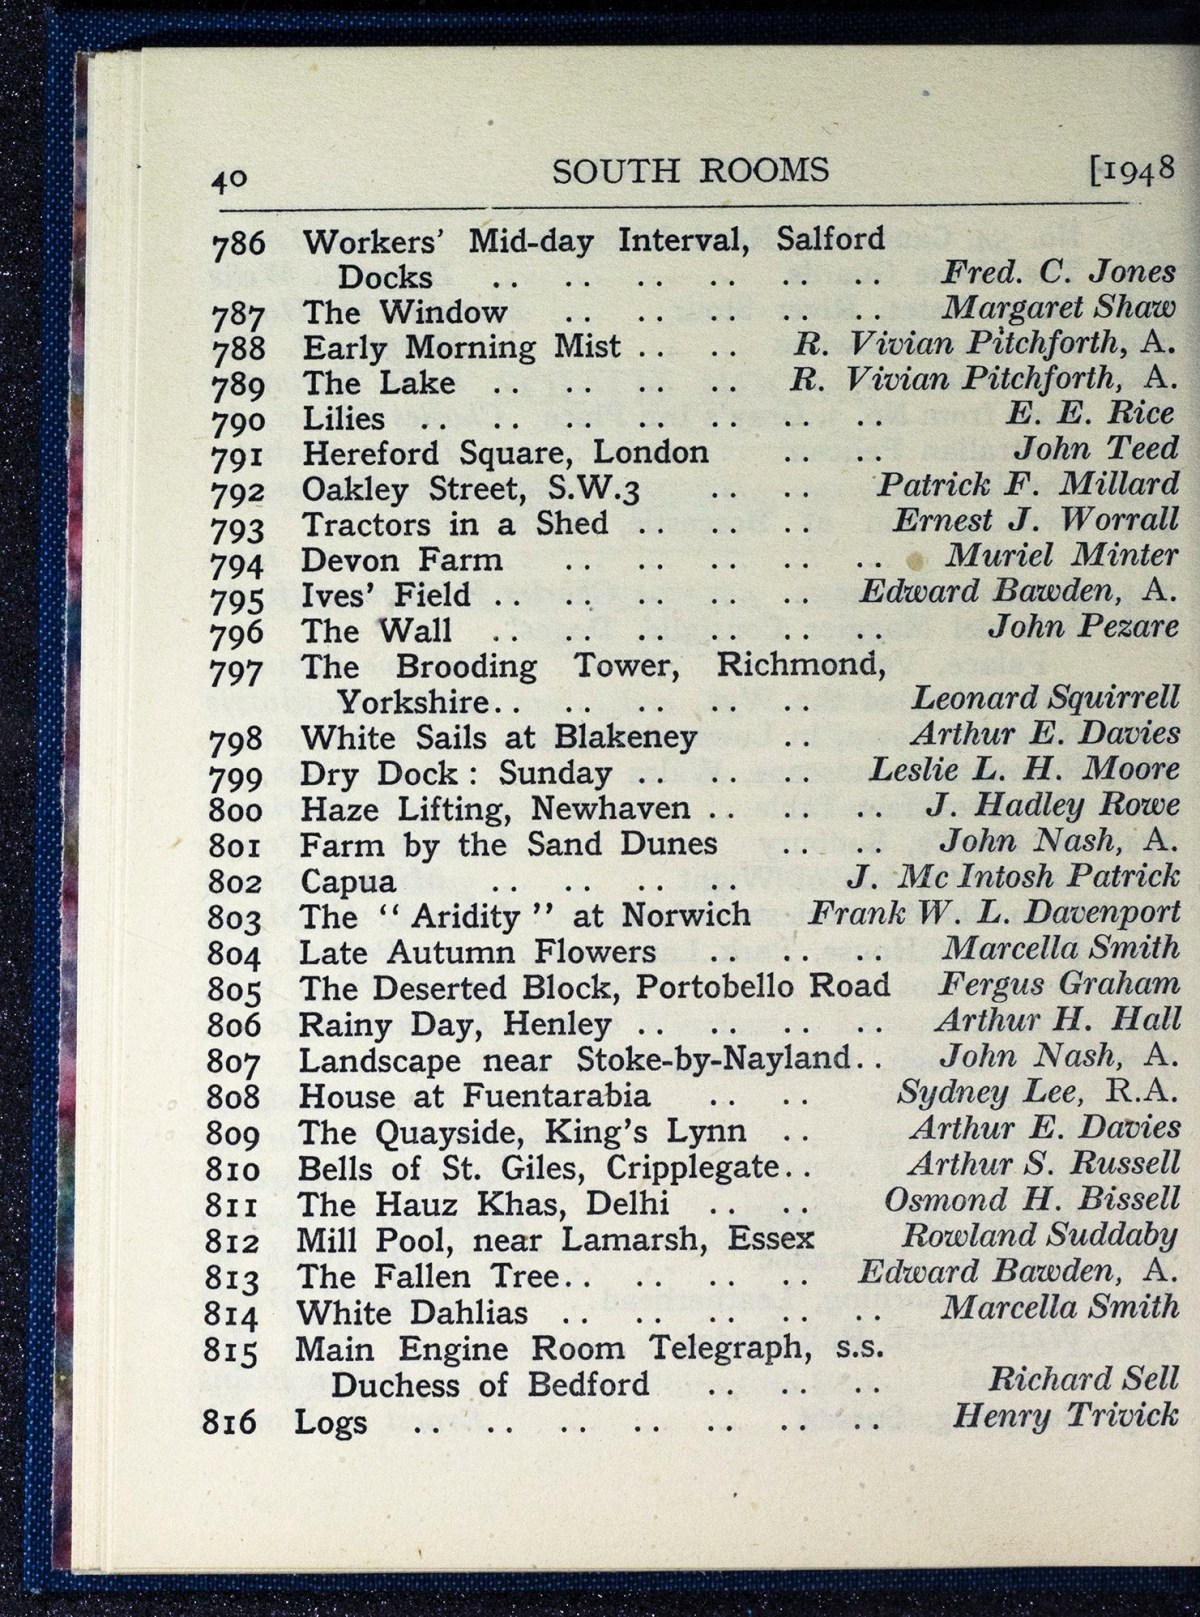 40 SOUTH ROOMS [1948
786 Workers' Mid-day Interval, Salford
Docks .. .. .. .. .. .. Fred. C. Jones
787 The Window .. .. .. .. .. Margaret Shaw
788 Early Morning Mist .. .. R. Vivian Pitchforth, A.
789 The Lake .. .. .. .. R. Vivian Pitchforth, A.
790 Lilies .. .. .. .. .. .. .. E. E. Rice
791 Hereford Square, London .. .. John Teed
792 Oakley Street, S.W.3 .. .. Patrick F. Millard
793 Tractors in a Shed .. .. .. Ernest J. Worrall
794 Devon Farm .. .. .. .. .. Muriel Minter
795 Ives' Field .. .. .. .. .. Edward Bawden, A.
796 The Wall .. .. .. .. .. .. John Pezare
797 The Brooding Tower, Richmond,
Yorkshire.. .. .. .. .. Leonard Squirrell
798 White Sails at Blakeney .. Arthur E. Davies
799 Dry Dock : Sunday .. .. .. Leslie L. H. Moore
800 Haze Lifting, Newhaven .. .. .. J. Hadley Rowe
801 Farm by the Sand Dunes .. .. John Nash, A.
802 Capua .. .. .. .. J. Mc Intosh Patrick
803 The “ Aridity ” at Norwich Frank W. L. Davenport
804 Late Autumn Flowers .. .. .. Marcella Smith
805 The Deserted Block, Portobello Road Fergus Graham
806 Rainy Day, Henley .. .. .. .. Arthur H. Hall
807 Landscape near Stoke-by-Nayland.. John Nash, A.
808 House at Fuentarabia .. .. Sydney Lee, R.A.
809 The Quayside, King's Lynn .. Arthur E. Davies
810 Bells of St. Giles, Cripplegate.. Arthur S. Russell
811 The Hauz Khas, Delhi .. .. Osmond H. Bissell
812 Mill Pool, near Lamarsh, Essex Rowland Suddaby
813 The Fallen Tree.. .. .. .. Edward Bawden, A.
814 White Dahlias .. .. .. .. .. Marcella Smith
815 Main Engine Room Telegraph, s.s.
Duchess of Bedford .. .. .. Richard Sell
816 Logs .. .. .. .. .. .. .. Henry Trivick